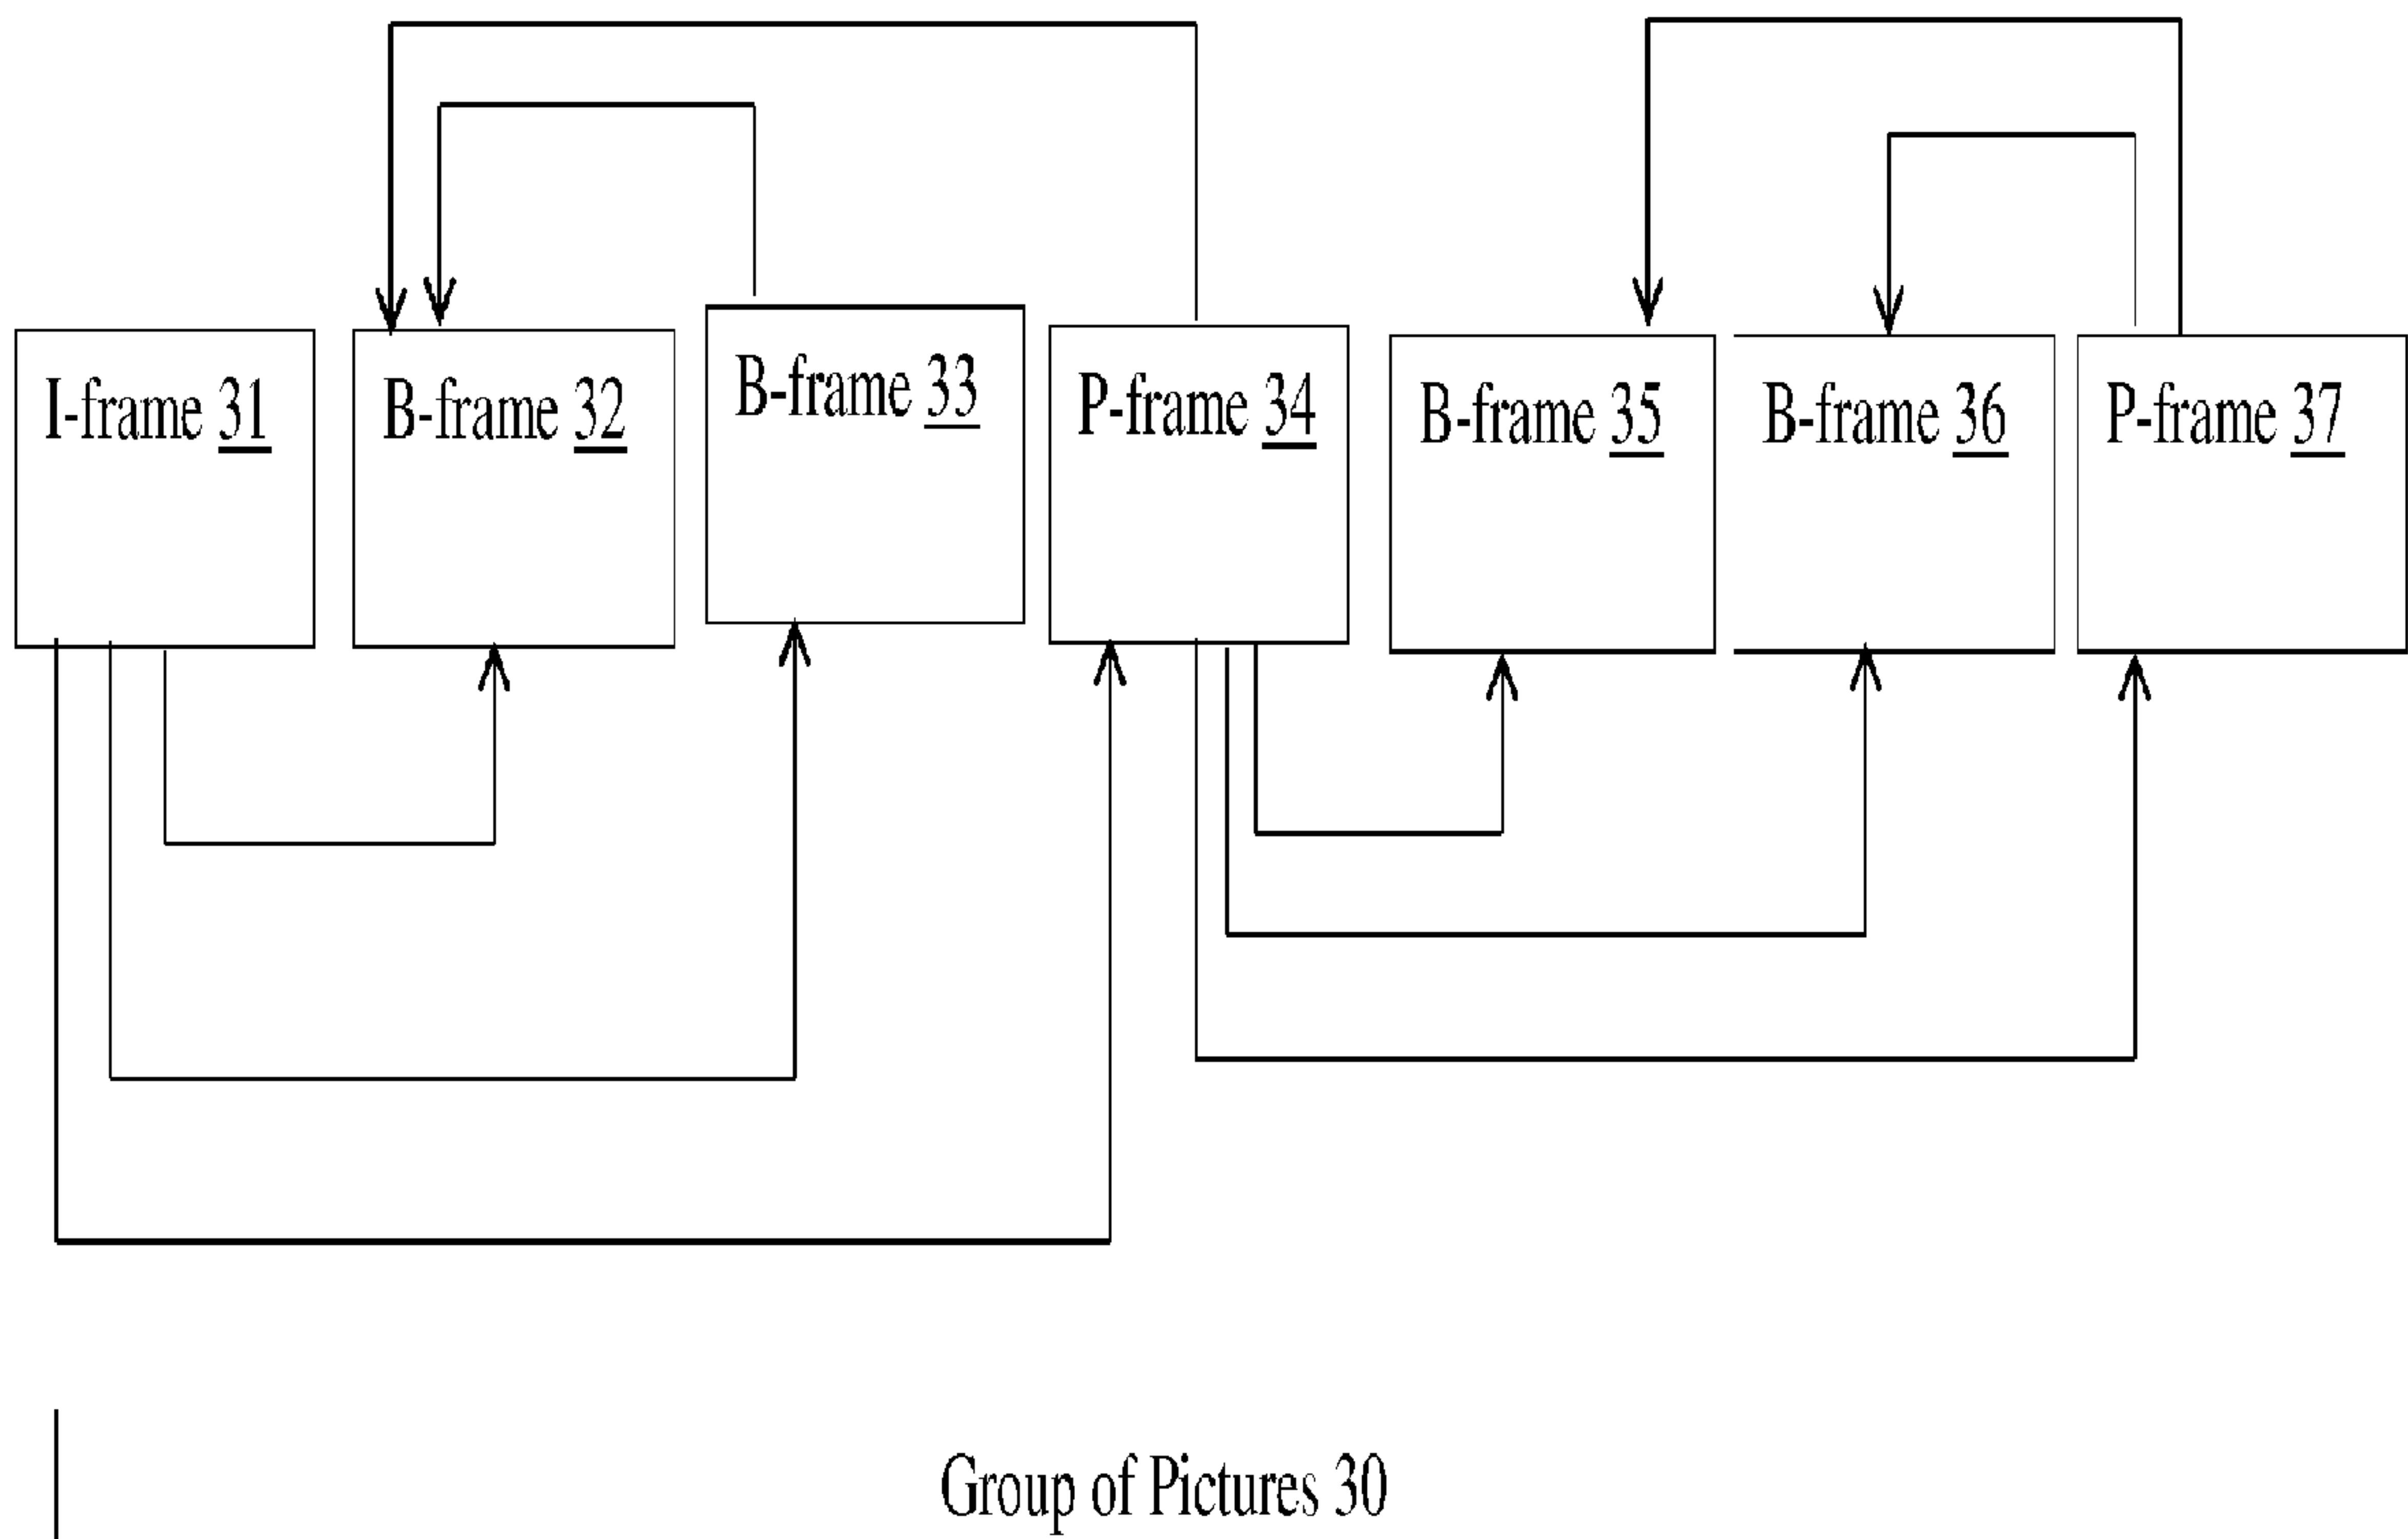 I-frame 31
B-frame 32
B-frame 33
P-frame 34
B-frame 35
B-frame 36
P-frame 37
Group of Pictures 30